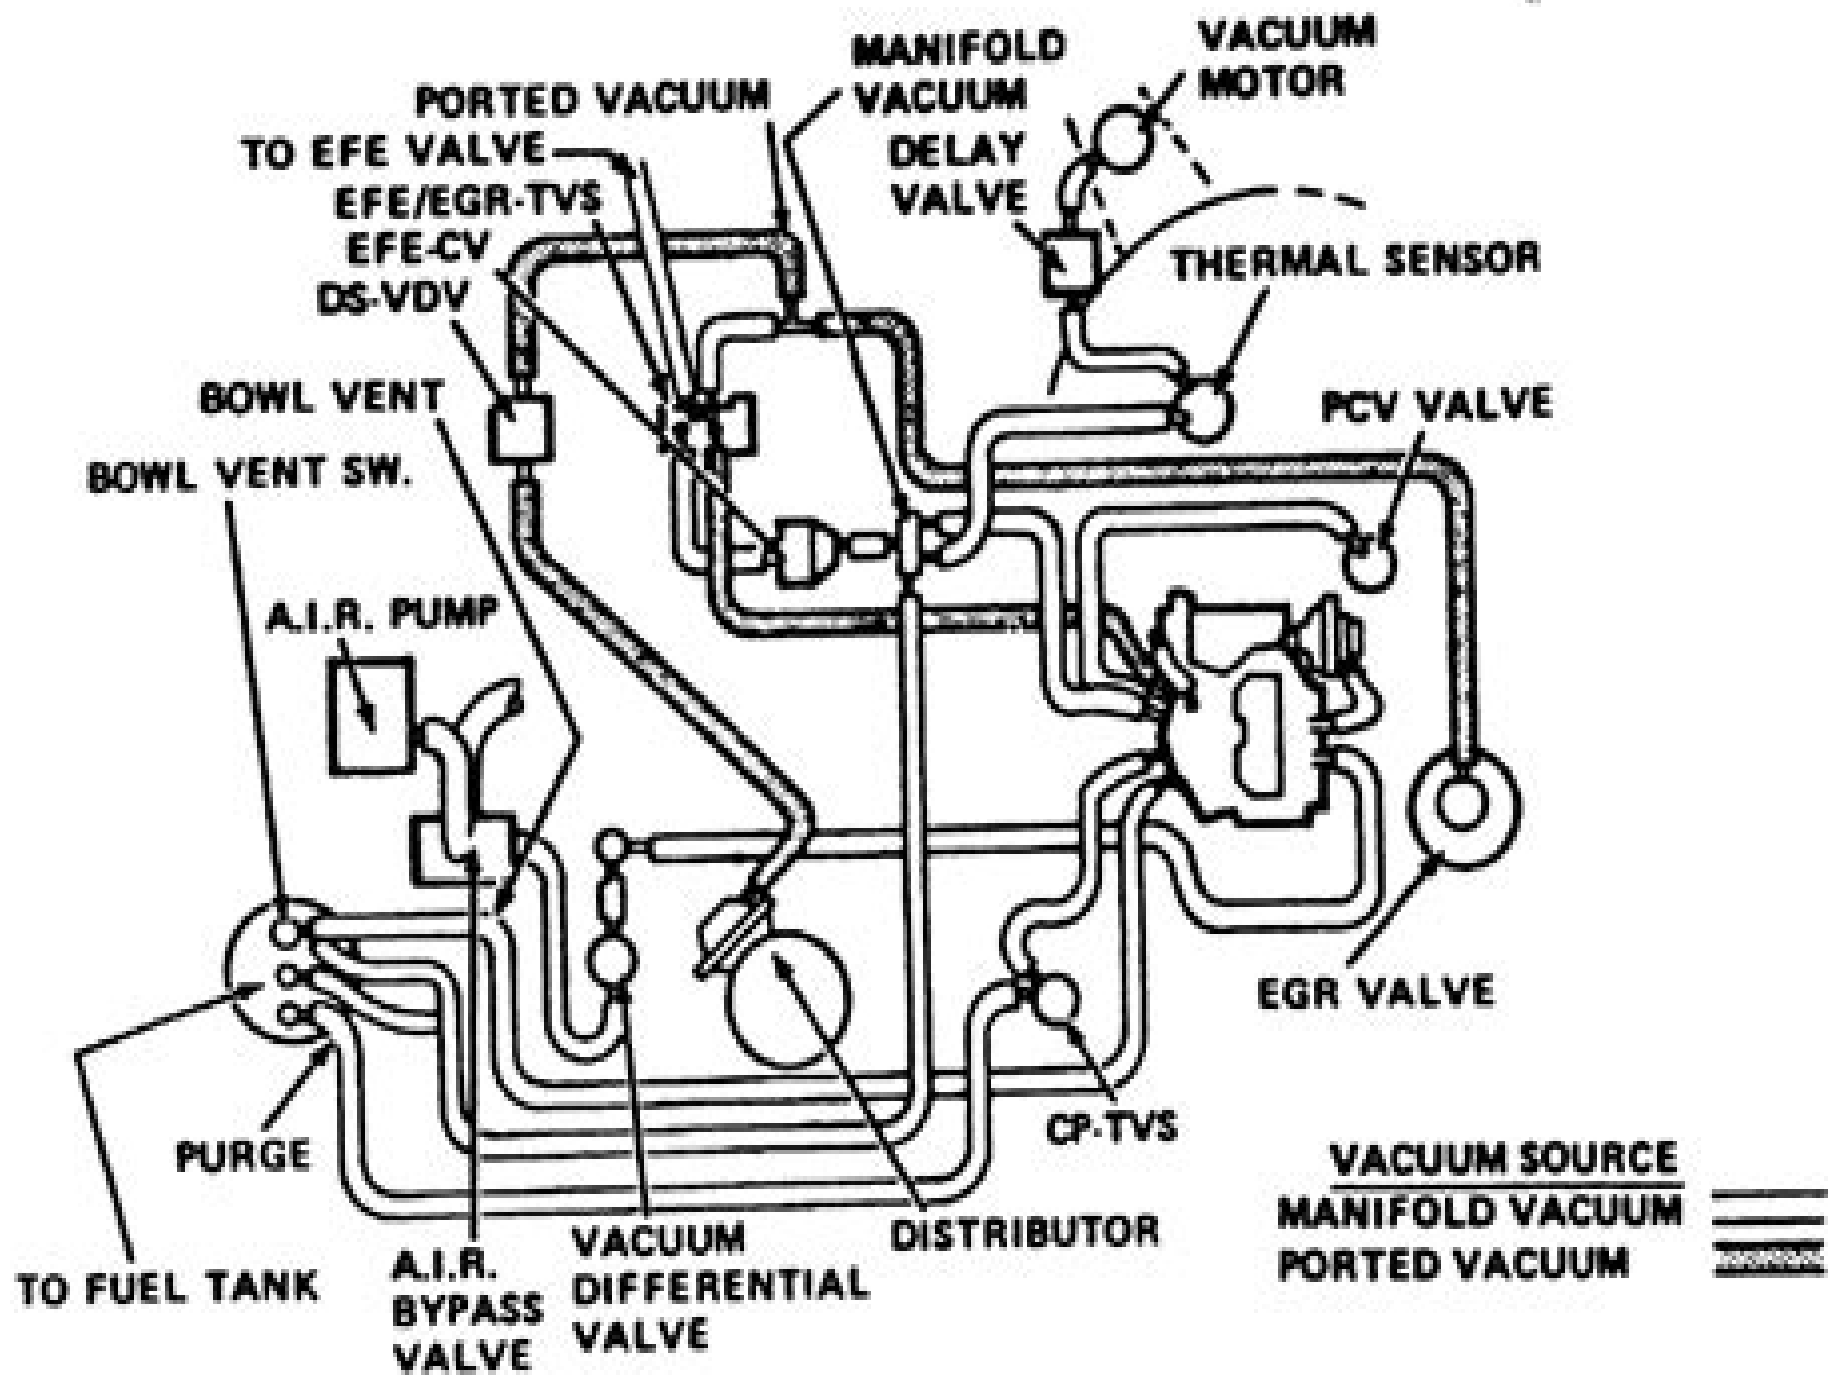 MANIFOLD
VACUUM
VACUUM
MOTOR
PORTED VACUUM
TO EFE VALVE
DELAY
VALVE
EFE/EGR-TVS
EFE-CV
DS-VDV
THERMAL SENSOR
BOWL VENT
PCV VALVE
BOWL VENT SW.
A.I.R. PUMP
EGR VALVE
PURGE
CP-TVS
TO FUEL TANK
A.I.R.
BYPASS
VALVE
VACUUM
DIFFERENTIAL
VALVE
DISTRIBUTOR
VACUUM SOURCE
MANIFOLD VACUUM
PORTED VACUUM